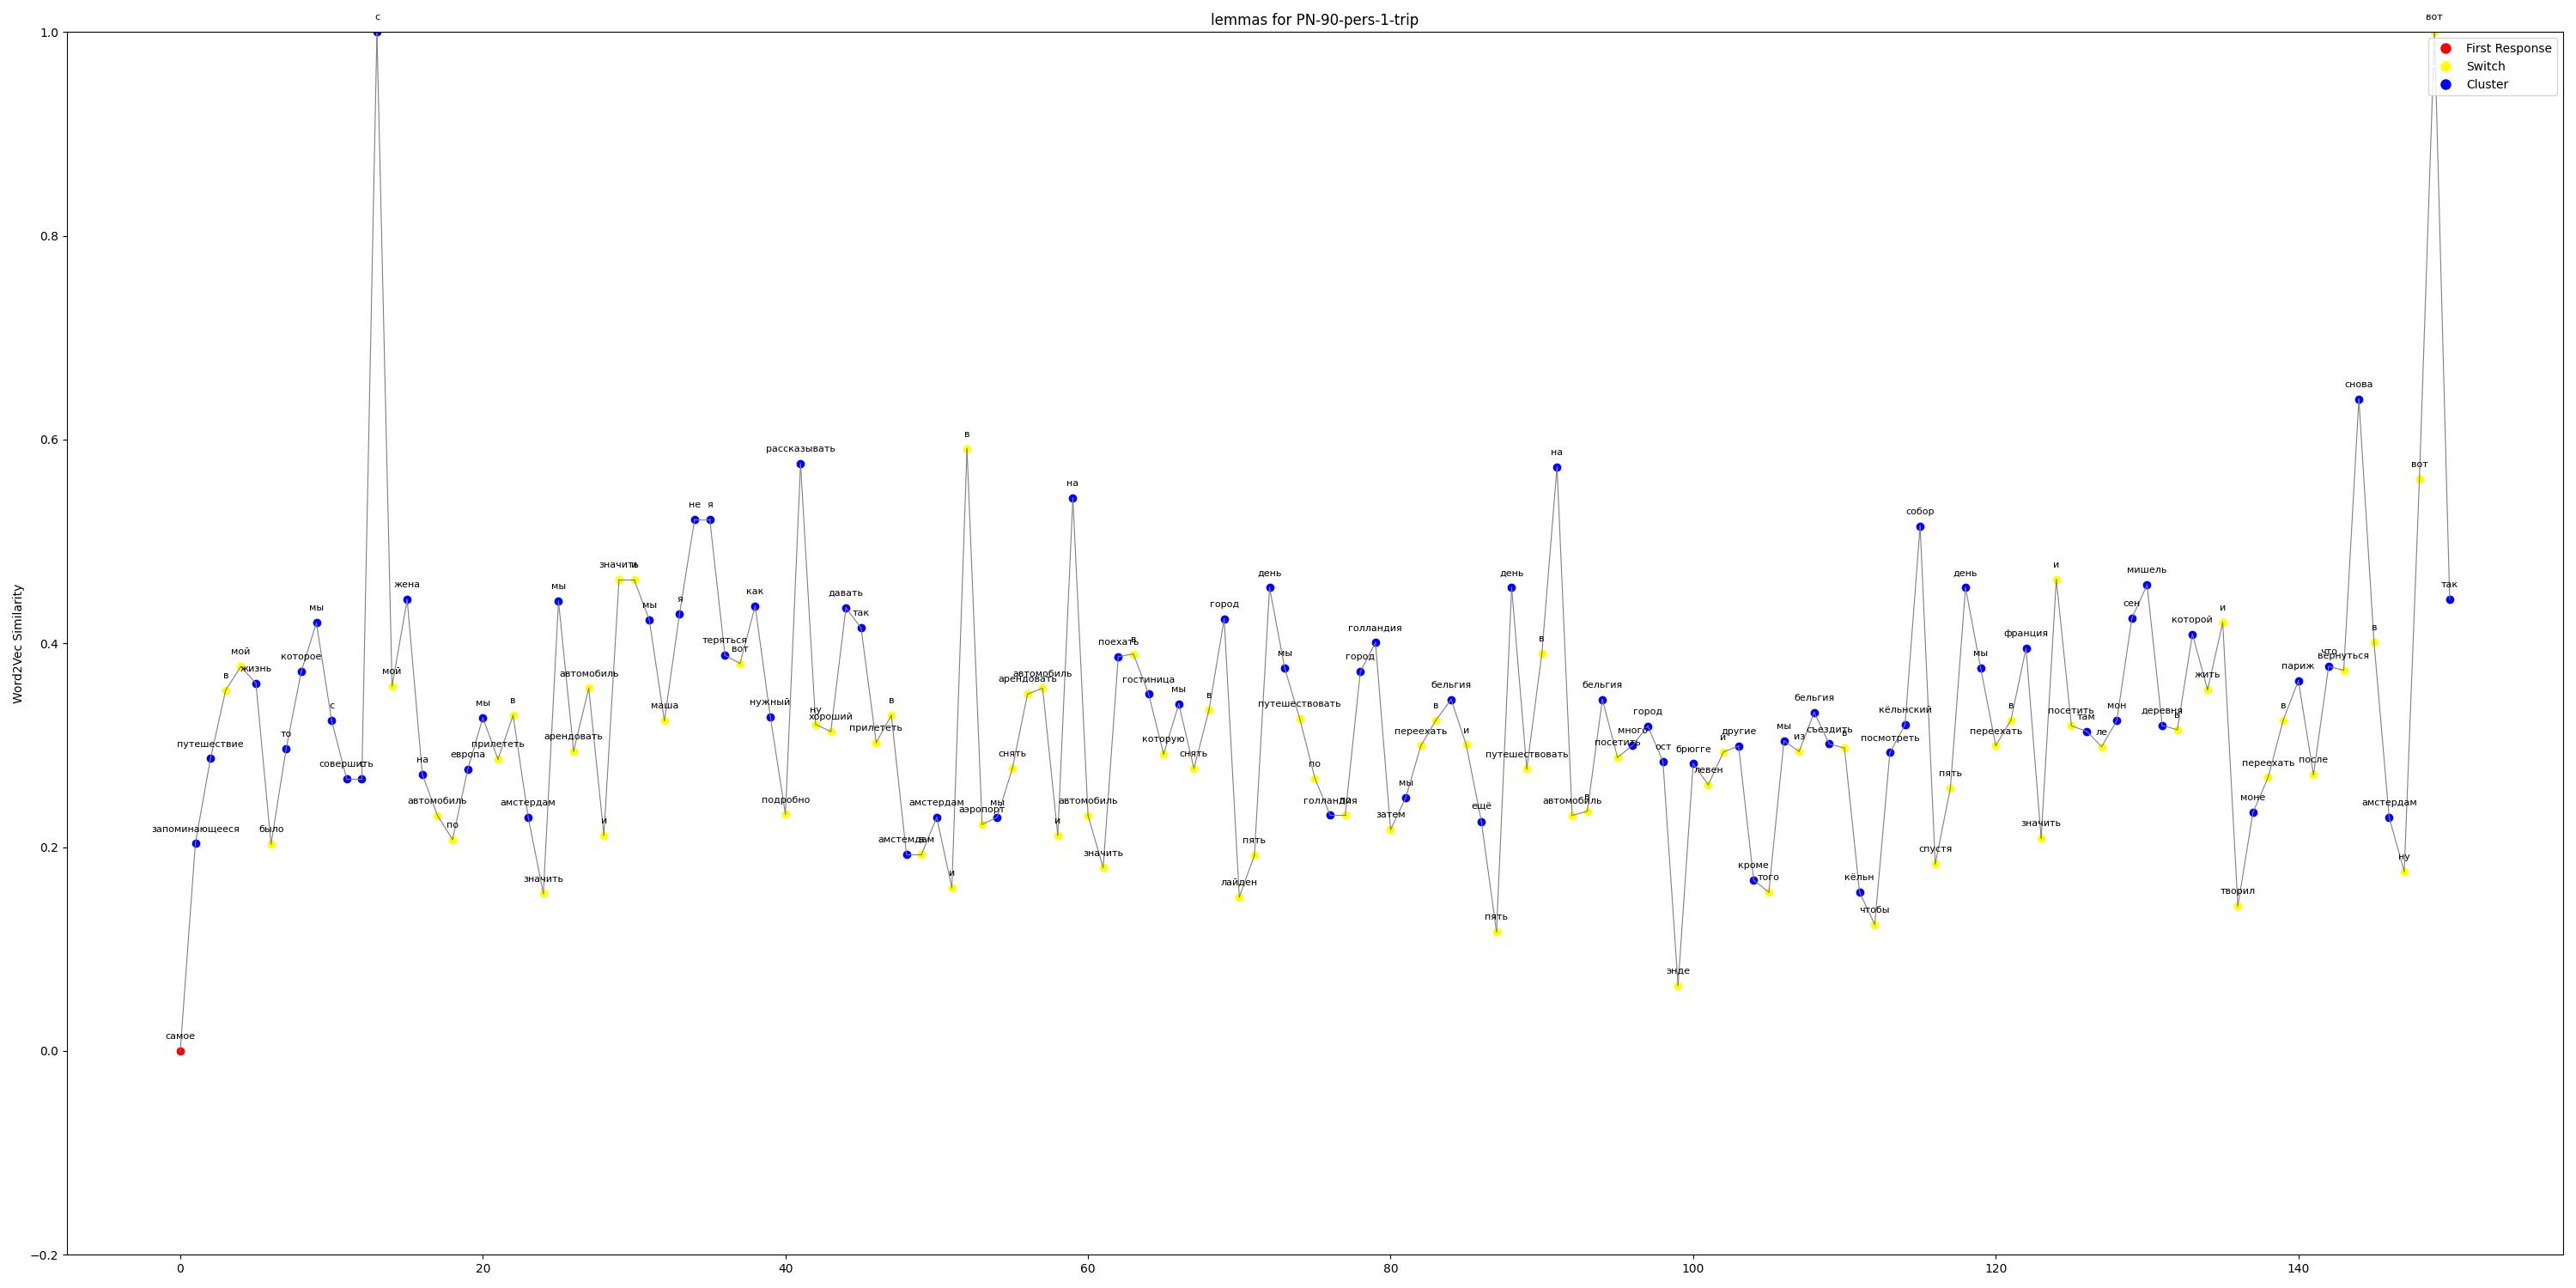 lemmas for PN-90-pers-1-trip
First Response
Switch
Cluster
Word2Vec Similarity
1.0
0.8
0.6
0.4
0.2
0.0
−0.2
0
20
40
60
80
100
120
140
самое
запоминающееся
путешествие
в
мой
жизнь
было
то
которое
мы
с
совершить
с
с
мой
жена
на
автомобиль
по
европа
мы
прилететь
в
амстердам
значить
мы
арендовать
автомобиль
и
значить
и
мы
маша
я
не
я
теряться
вот
как
нужный
подробно
рассказывать
ну
хороший
давать
так
прилететь
в
амстемдам
в
амстердам
и
в
аэропорт
мы
снять
арендовать
автомобиль
и
на
автомобиль
значить
поехать
в
гостиница
которую
мы
снять
в
город
лайден
пять
день
мы
путешествовать
по
голландия
по
город
голландия
затем
мы
переехать
в
бельгия
и
ещё
пять
день
путешествовать
в
на
автомобиль
в
бельгия
посетить
много
город
ост
энде
брюгге
левен
и
другие
кроме
того
мы
из
бельгия
съездить
в
кёльн
чтобы
посмотреть
кёльнский
собор
спустя
пять
день
мы
переехать
в
франция
значить
и
посетить
там
ле
мон
сен
мишель
деревня
в
которой
жить
и
творил
моне
переехать
в
париж
после
что
вернуться
снова
в
амстердам
ну
вот
вот
так